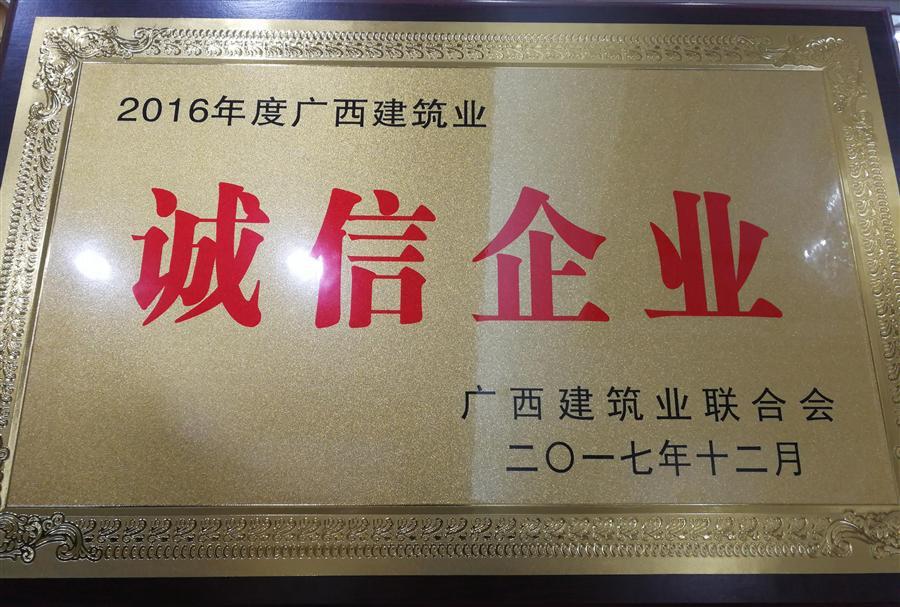 2016年度广西建筑业
诚信企业
广西建筑业联合会
二〇一七年十二月